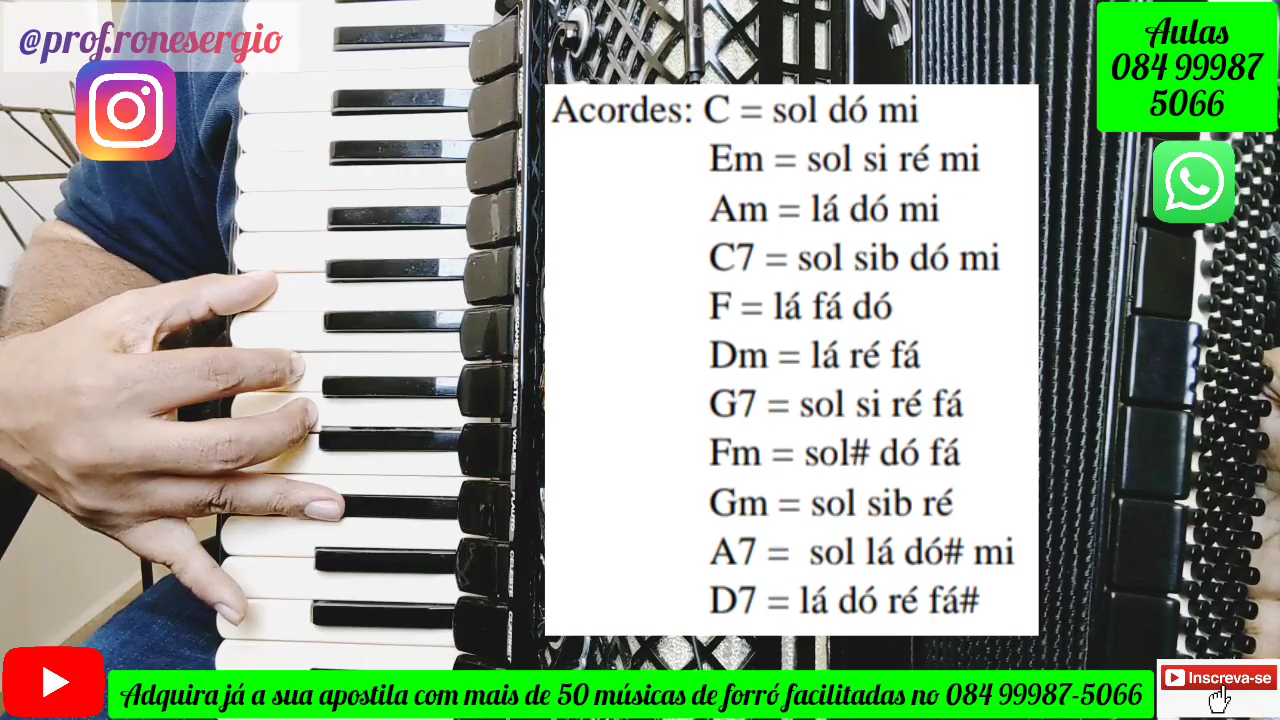 @prof.ronesergio
Aulas
084 99987
5066
Acordes: C = sol dó mi
Em = sol si ré mi
Am = lá dó mi
C7 = sol sib dó mi
F = lá fá dó
Dm = lá ré fá
G7 = sol si ré fá
Fm = sol# dó fá
Gm = sol sib ré
A7 = sol lá dó# mi
D7 = lá dó ré fá#
Adquira já a sua apostila com mais de 50 músicas de forró facilitadas no 084 99987-5066
Inscreva-se